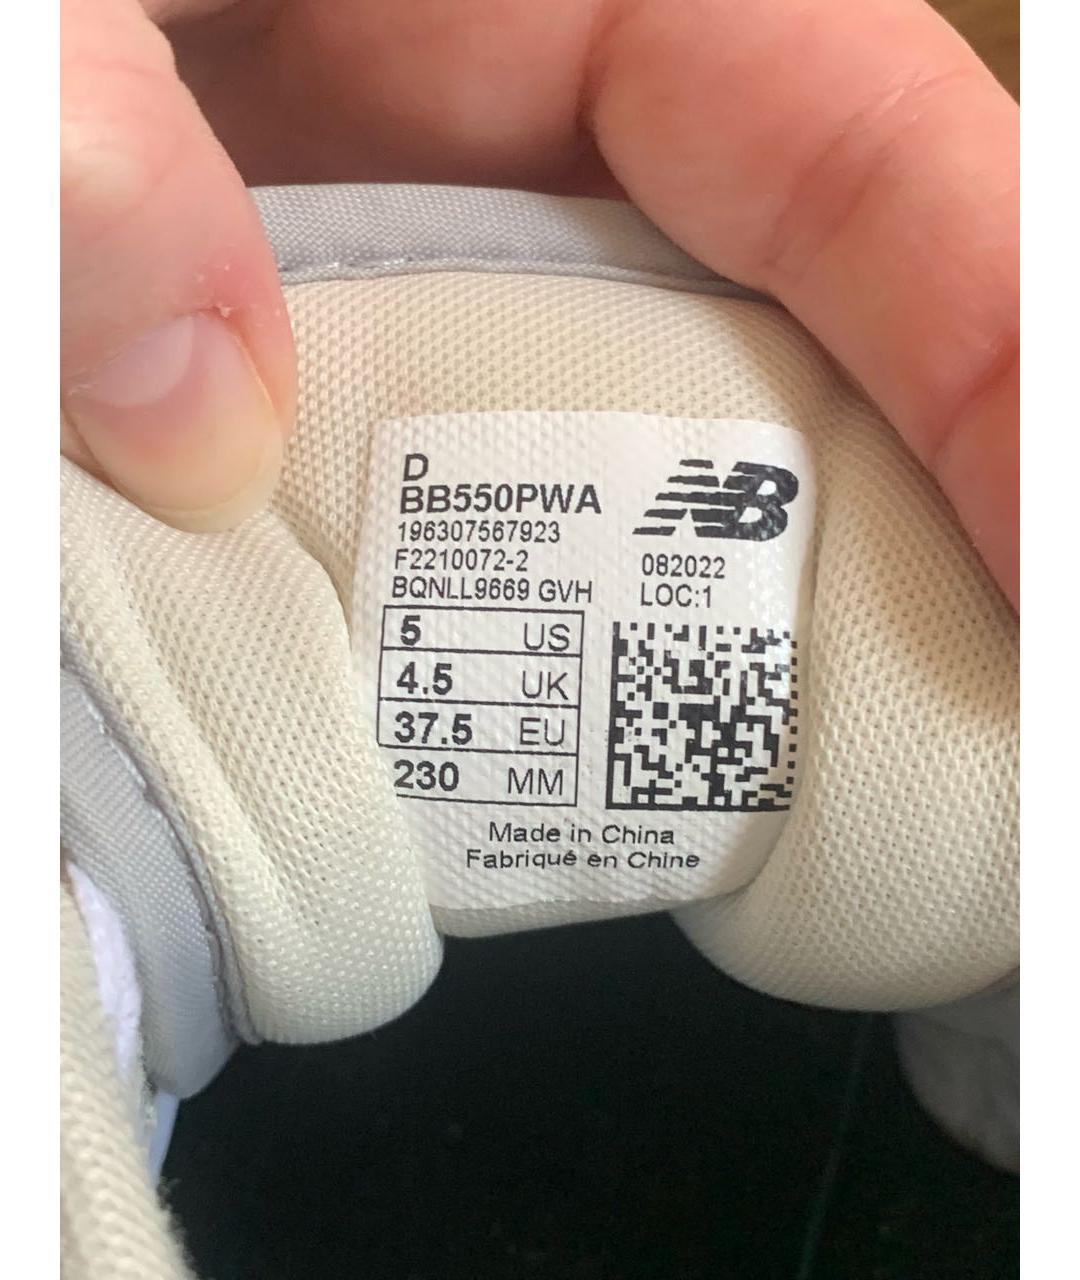 D
BB550PWA
196307567923
F2210072-2
BQNLL9669 GVH
NB
082022
LOC:1
5 US
4.5 UK
37.5 EU
230 MM
Made in China
Fabriqué en Chine